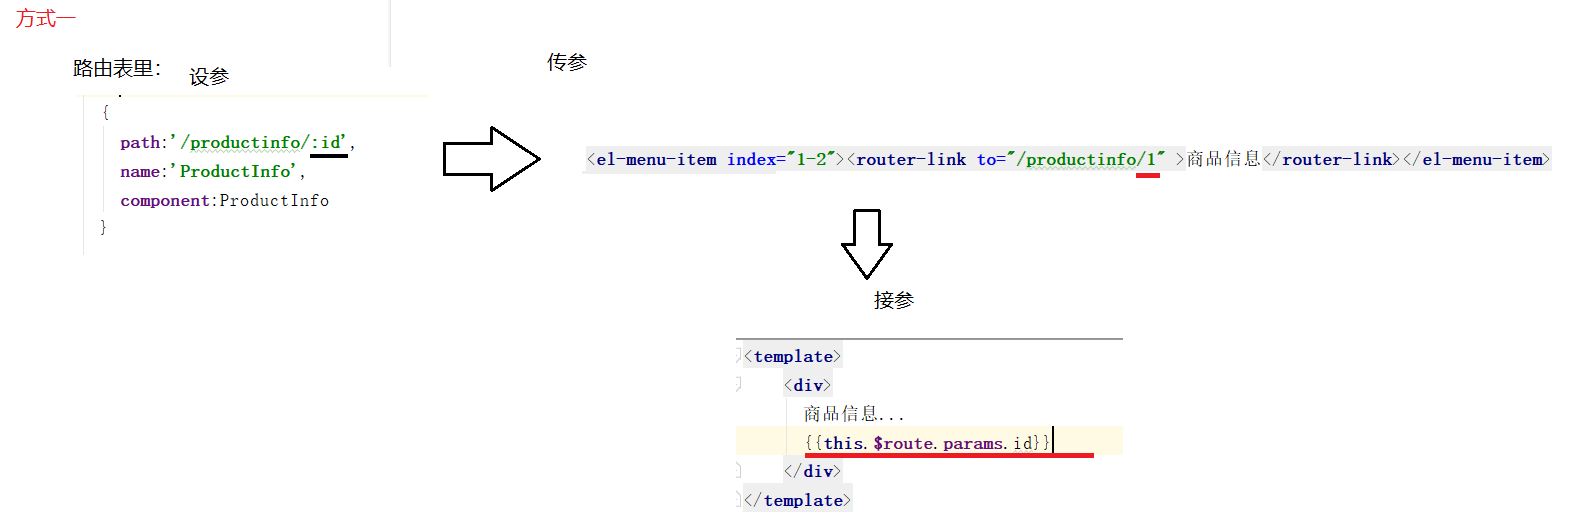 方式一
路由表里：
设参
{
path:'/productinfo/:id',
name:'ProductInfo',
component:ProductInfo
}
传参
<el-menu-item index="1-2"><router-link to="/productinfo/1" >商品信息</router-link></el-menu-item>
接参
<template>
<div>
商品信息...
{{this.$route.params.id}}
</div>
</template>